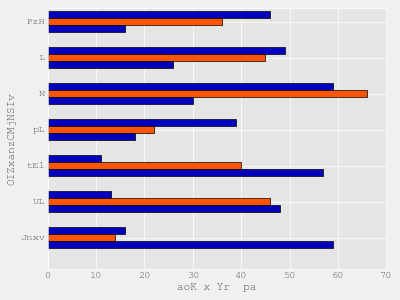 PzH
L
N
pL
tEl
UL
Jnxv
OIZxanzCMjNSIv
0 10 20 30 40 50 60 70
aoK x Yr pa